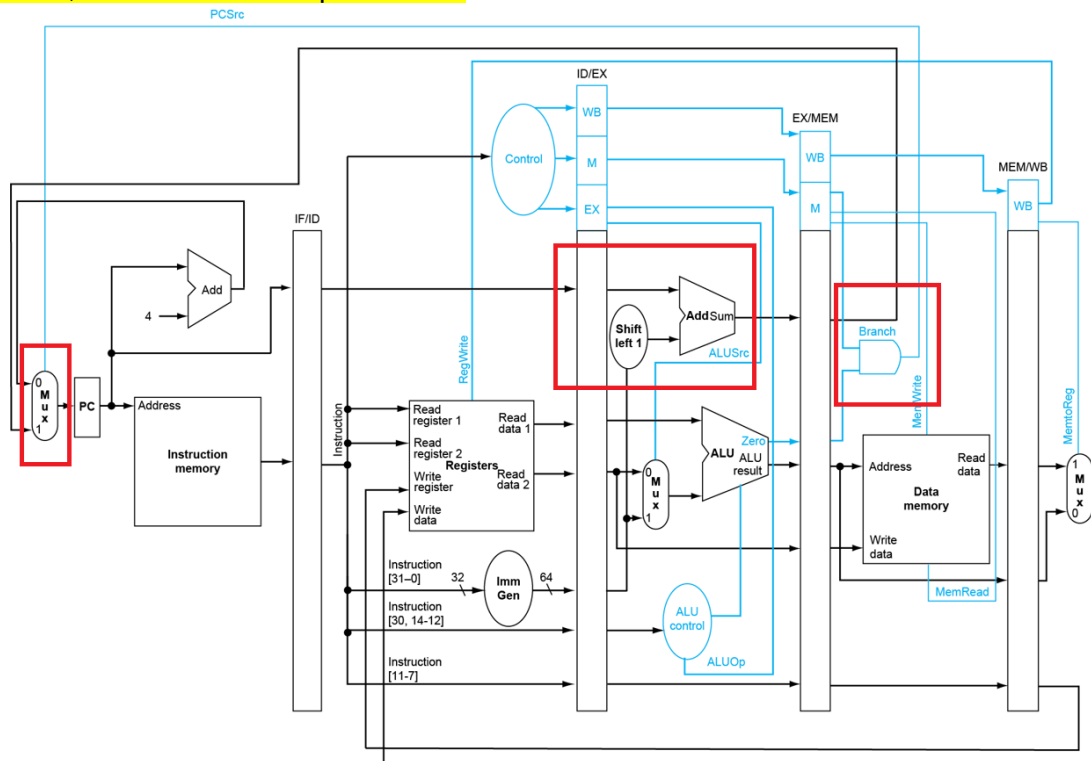 PCSrc
ID/EX
WB
EX/MEM
Control
M
WB
MEM/WB
EX
M
WB
IF/ID
Add
4
Shift
left 1
Add Sum
Branch
ALUSrc
RegWrite
MemWrite
MemtoReg
0
M
u
x
1
PC
Address
Instruction
memory
Instruction
Read
register 1
Read
register 2
Registers
Write
register
Write
data
Read
data 1
Read
data 2
0
M
u
x
1
Zero
ALU
ALU
result
Address
Read
data
Data
memory
Write
data
1
M
u
x
0
MemRead
Instruction
[31–0]
32
Imm
Gen
64
Instruction
[30, 14-12]
ALU
control
ALUOp
Instruction
[11-7]